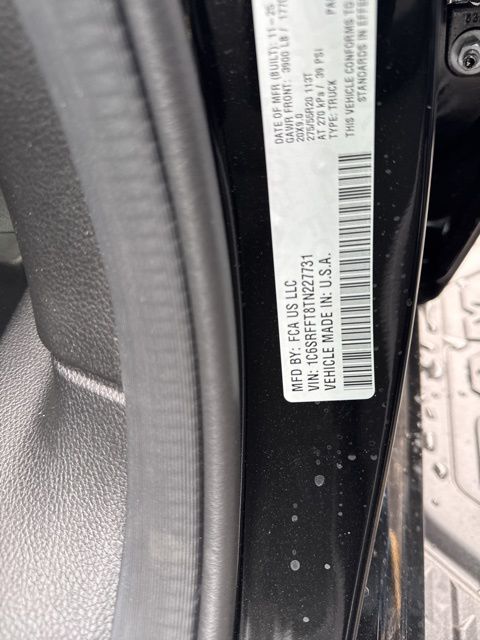 MFD BY: FCA US LLC
DATE OF MFR (BUILT): 11-25
GAWR FRONT: 3900 LB / 1770
20X9.0
275/55R20 113T
AT 270 kPa / 39 PSI
TYPE: TRUCK
THIS VEHICLE CONFORMS TO
STANDARDS IN EFFE
VIN: 1C6SRFFT8TN227731
VEHICLE MADE IN: U.S.A.